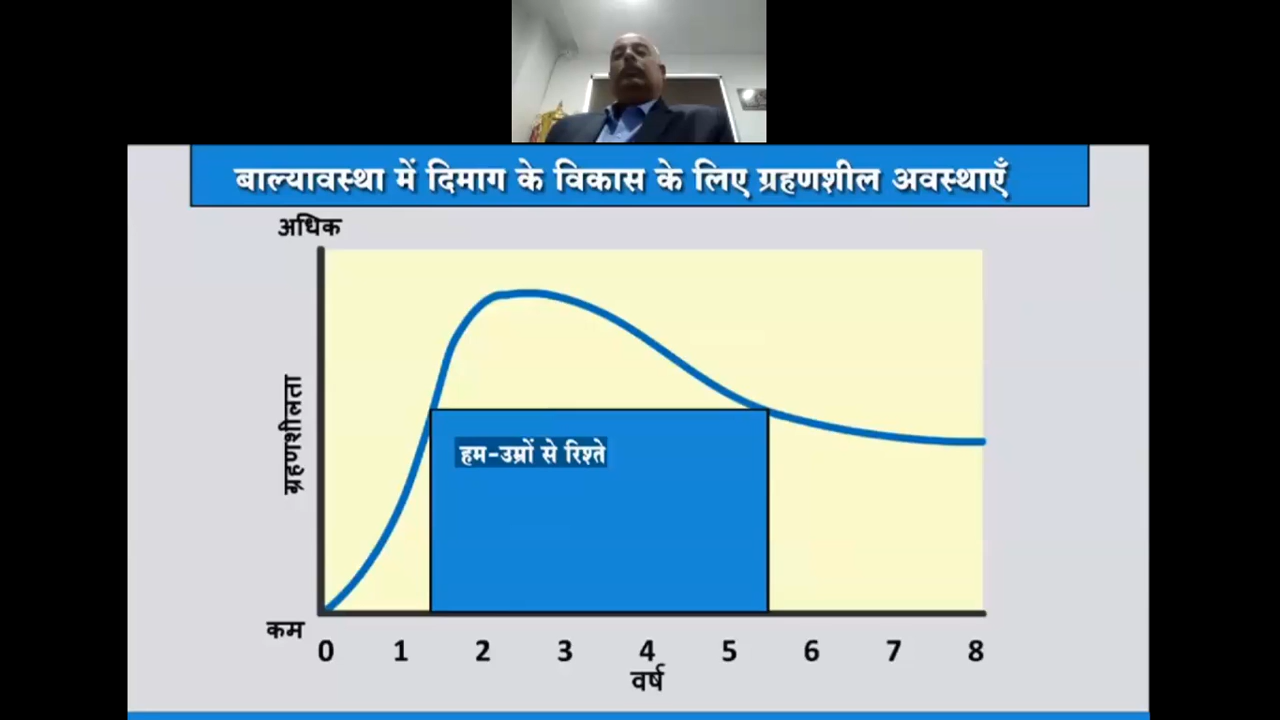 बाल्यावस्था में दिमाग के विकास के लिए ग्रहणशील अवस्थाएँ
अधिक
ग्रहणशीलता
हम-उम्रों से रिश्ते
कम
0 1 2 3 4 5 6 7 8
वर्ष